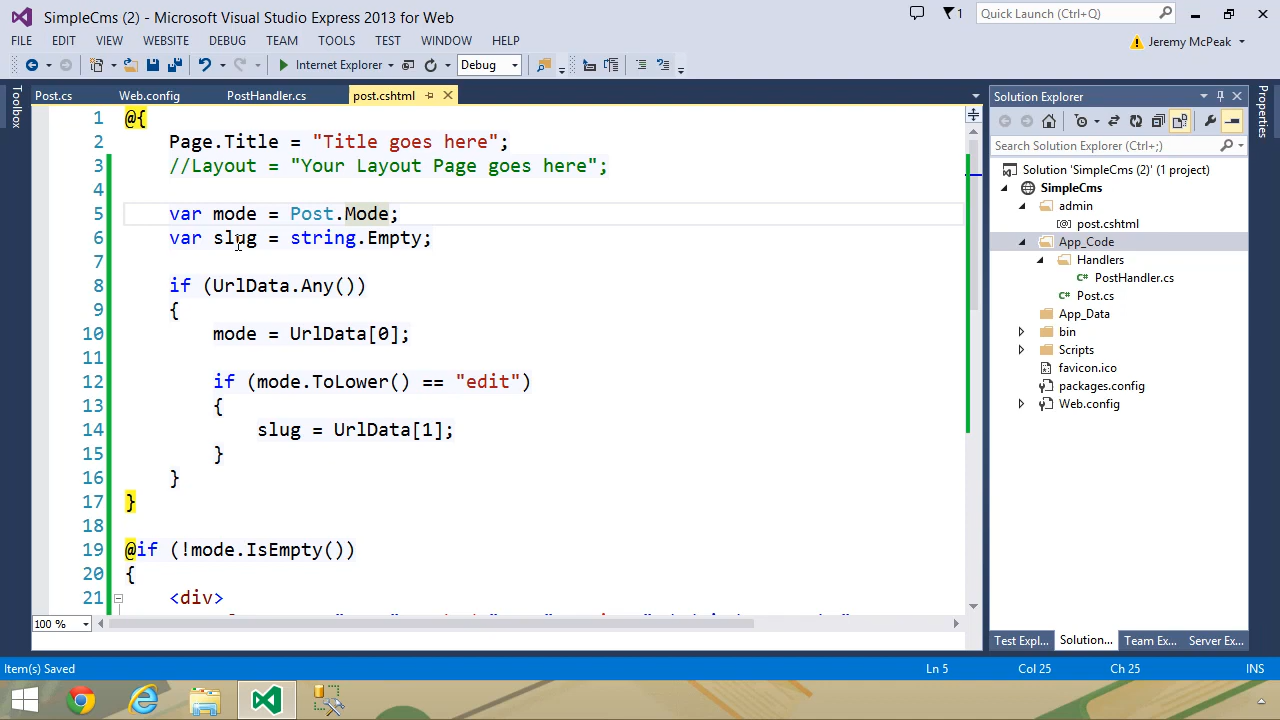 SimpleCms (2) - Microsoft Visual Studio Express 2013 for Web
1
Quick Launch (Ctrl+Q)
FILE EDIT VIEW WEBSITE DEBUG TEAM TOOLS TEST WINDOW HELP
Jeremy McPeak
Internet Explorer
Debug
Toolbox
Post.cs Web.config PostHandler.cs post.cshtml
1 @{
2 Page.Title = "Title goes here";
3 //Layout = "Your Layout Page goes here";
4
5 var mode = Post.Mode;
6 var slug = string.Empty;
7
8 if (UrlData.Any())
9 {
10 mode = UrlData[0];
11
12 if (mode.ToLower() == "edit")
13 {
14 slug = UrlData[1];
15 }
16 }
17 }
18
19 @if (!mode.IsEmpty())
20 {
21 <div>
100 %
Solution Explorer
Search Solution Explorer (Ctrl+;)
Solution 'SimpleCms (2)' (1 project)
SimpleCms
admin
post.cshtml
App_Code
Handlers
PostHandler.cs
Post.cs
App_Data
bin
Scripts
favicon.ico
packages.config
Web.config
Test Expl... Solution... Team Ex... Server Ex...
Properties
Item(s) Saved
Ln 5 Col 25 Ch 25 INS